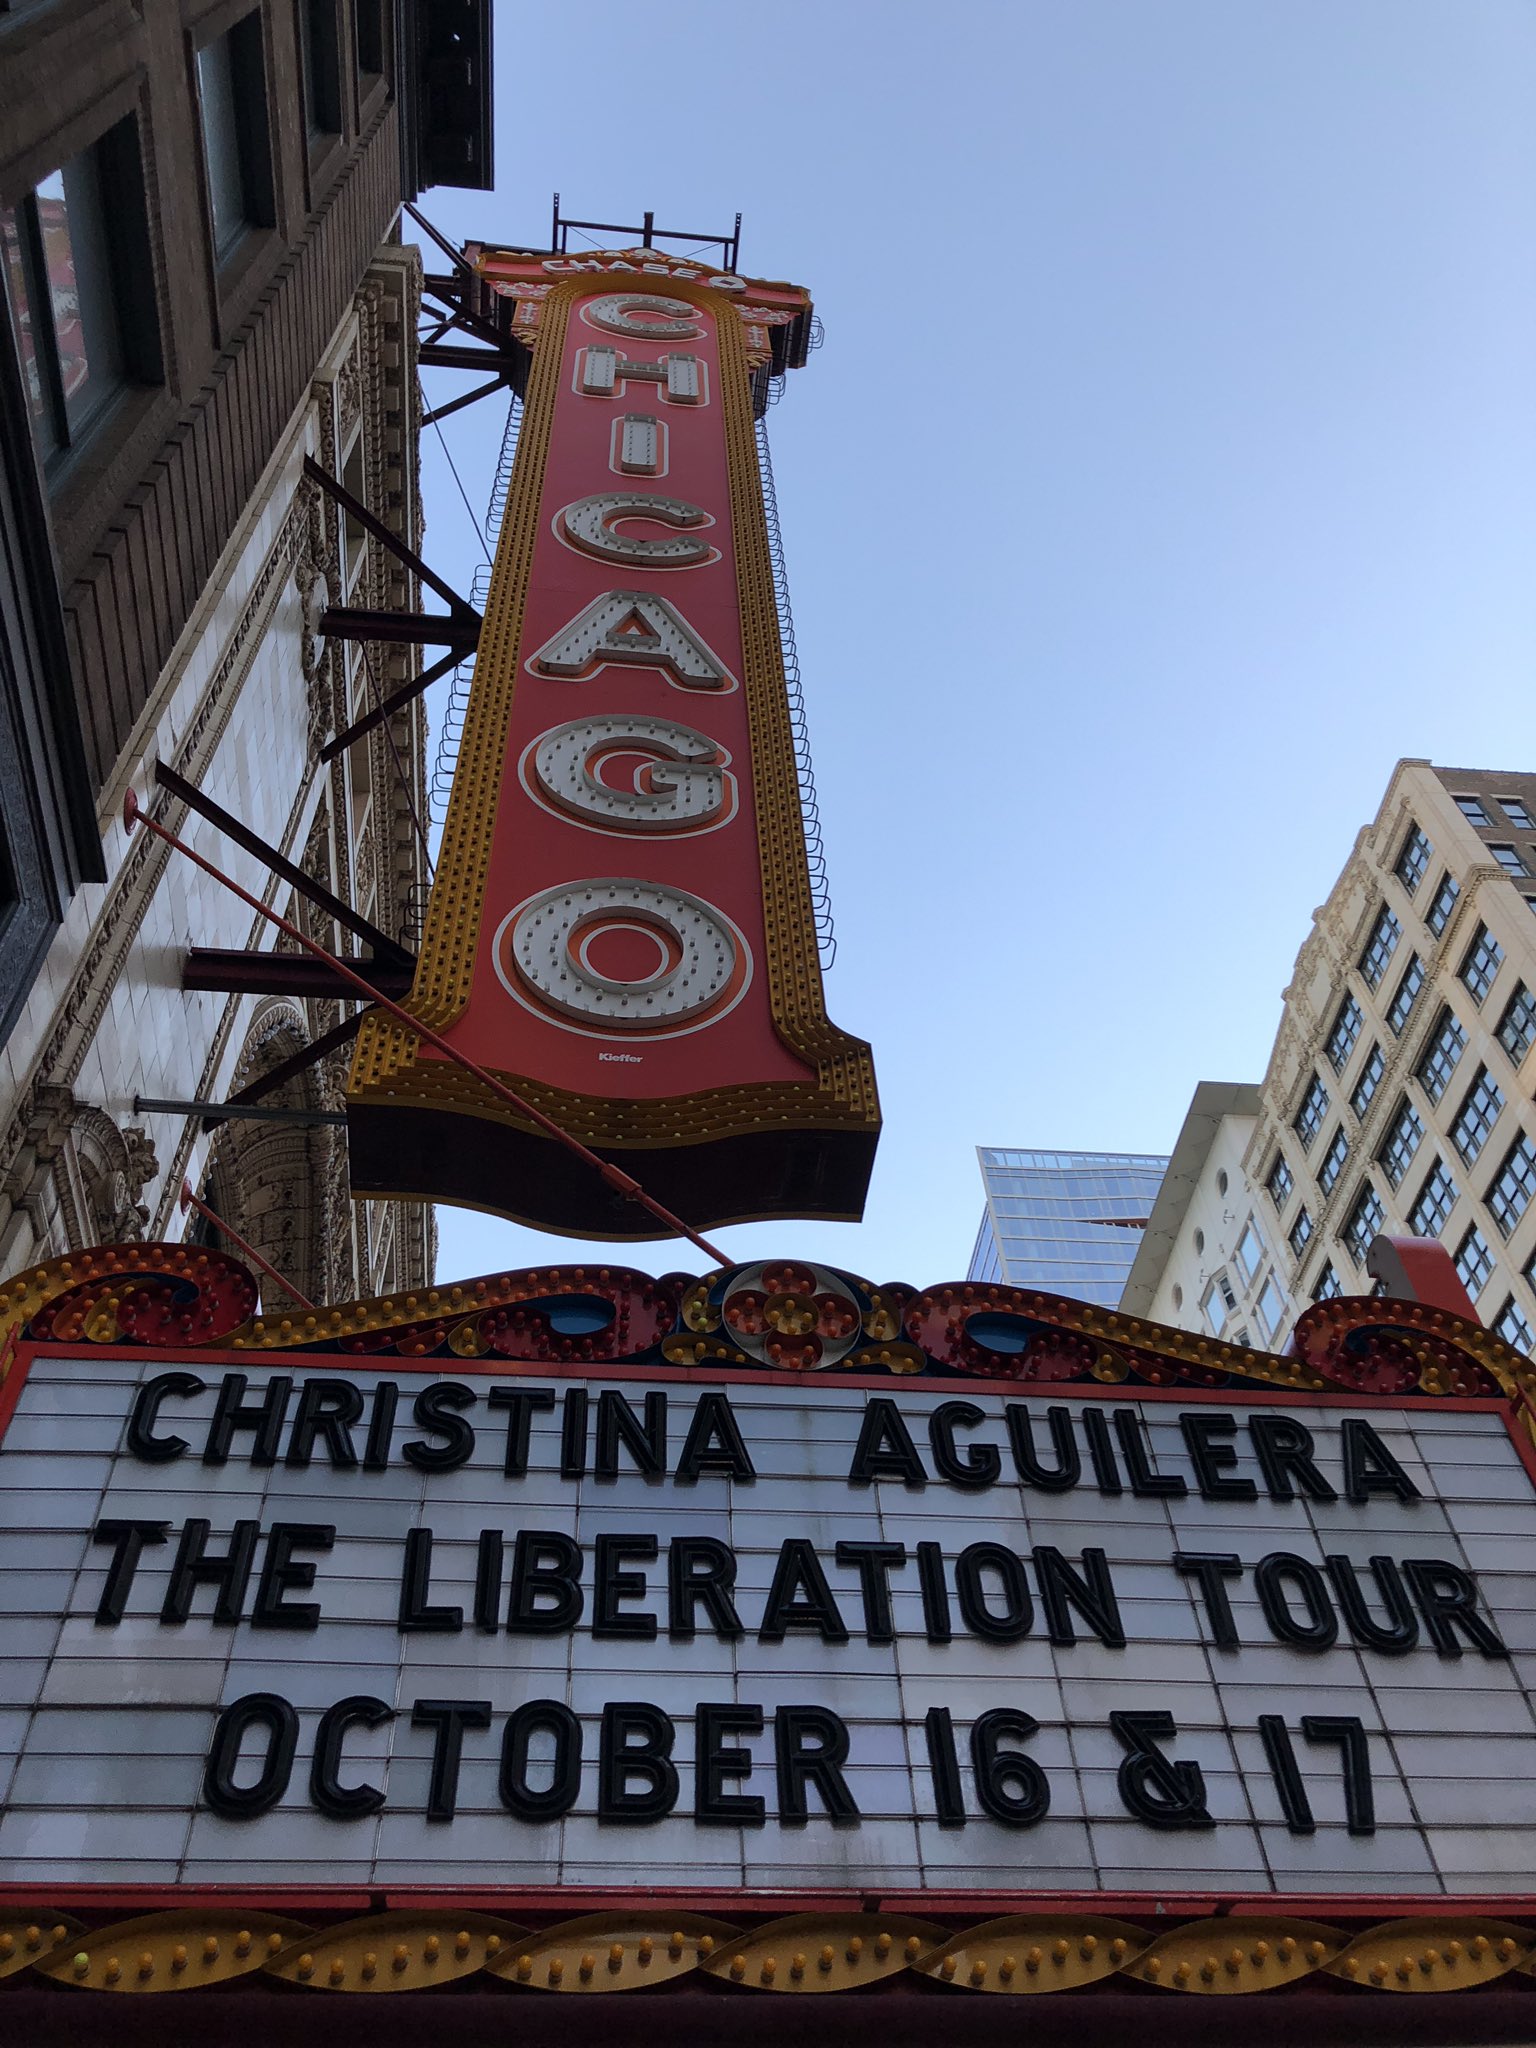 CHASE
CHICAGO
Kieffer
CHRISTINA AGUILERA
THE LIBERATION TOUR
OCTOBER 16 & 17